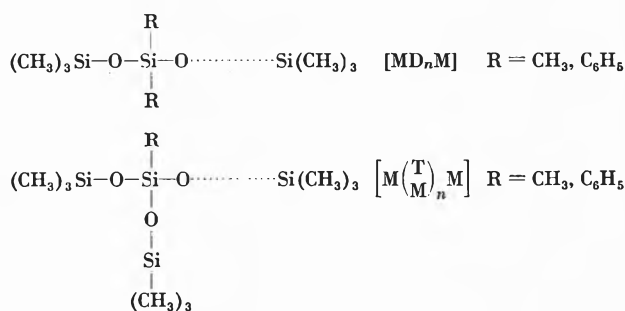 R
(CH₃)₃Si—O—Si—O··········Si(CH₃)₃ [MDₙM] R = CH₃, C₆H₅
R
R
(CH₃)₃Si—O—Si—O······ ····Si(CH₃)₃ [M(T/M)ₙM] R = CH₃, C₆H₅
O
Si
(CH₃)₃